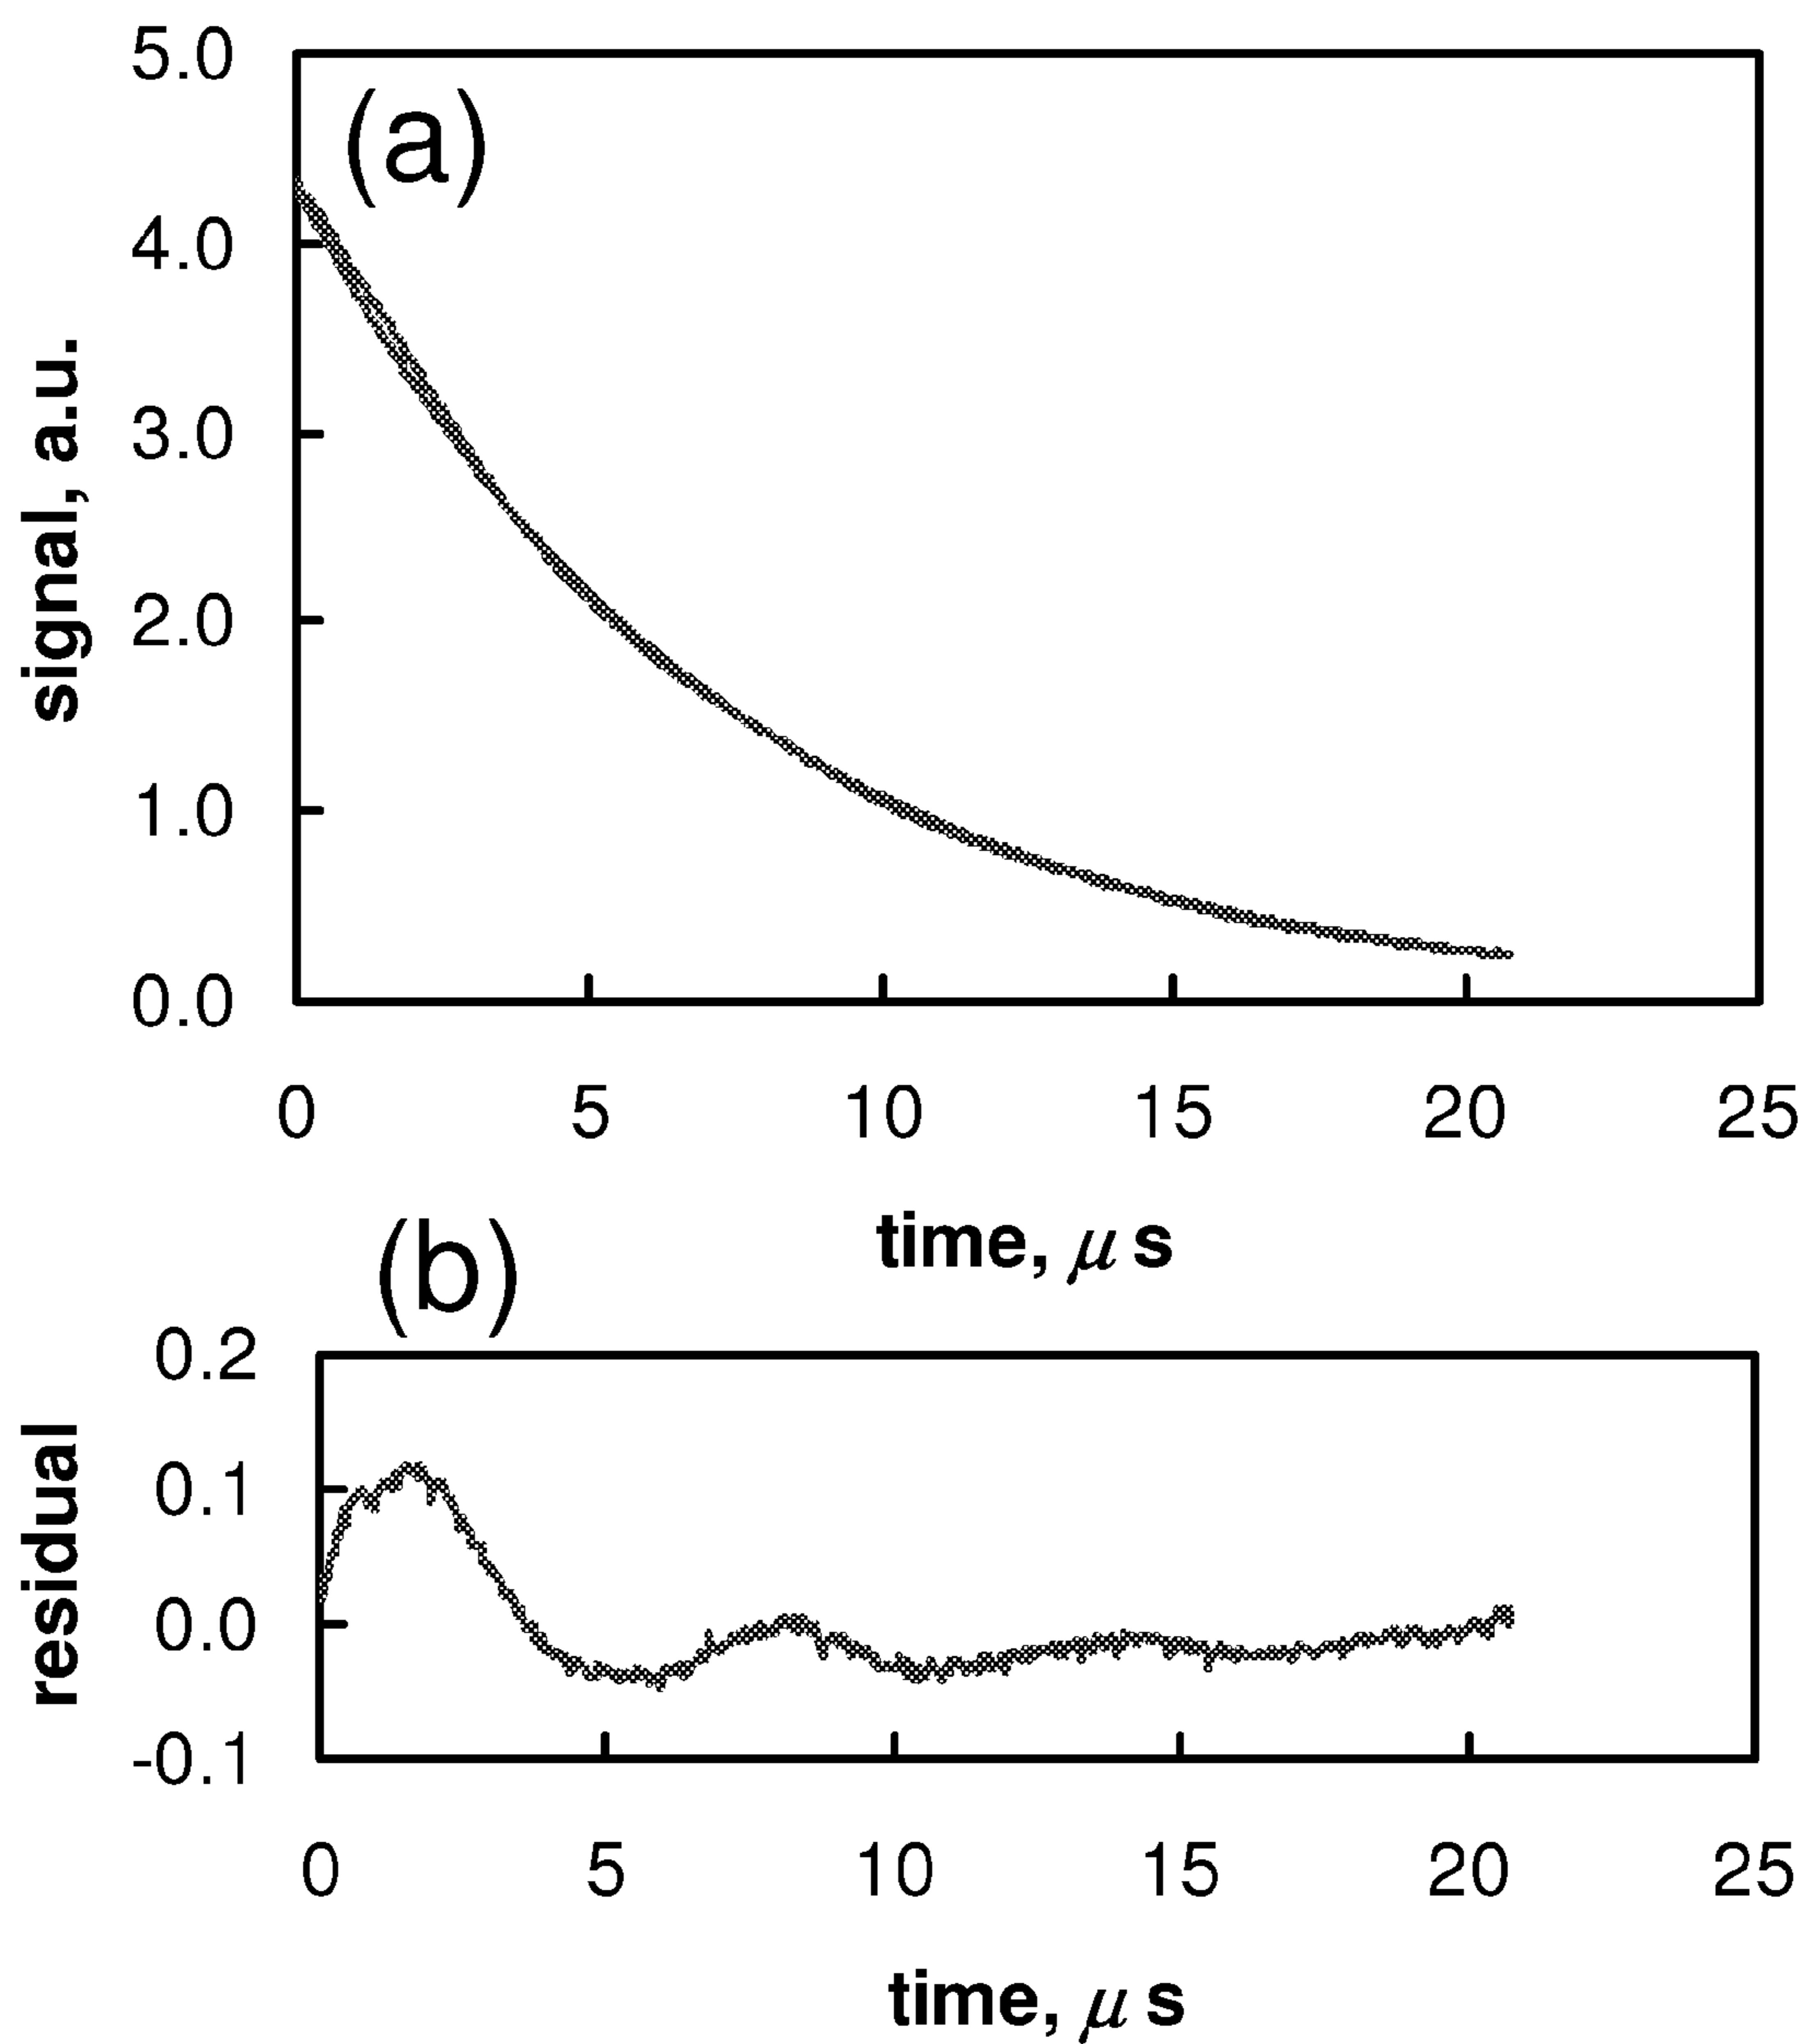 (a)
5.0
4.0
3.0
2.0
1.0
0.0
signal, a.u.
0 5 10 15 20 25
time, μ s
(b)
0.2
0.1
0.0
-0.1
residual
0 5 10 15 20 25
time, μ s